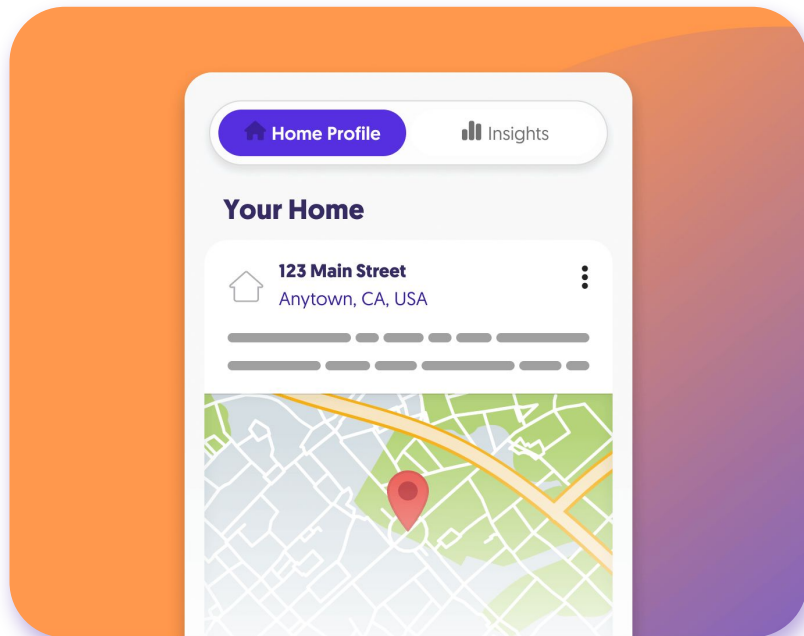 Home Profile
Insights
Your Home
123 Main Street
Anytown, CA, USA